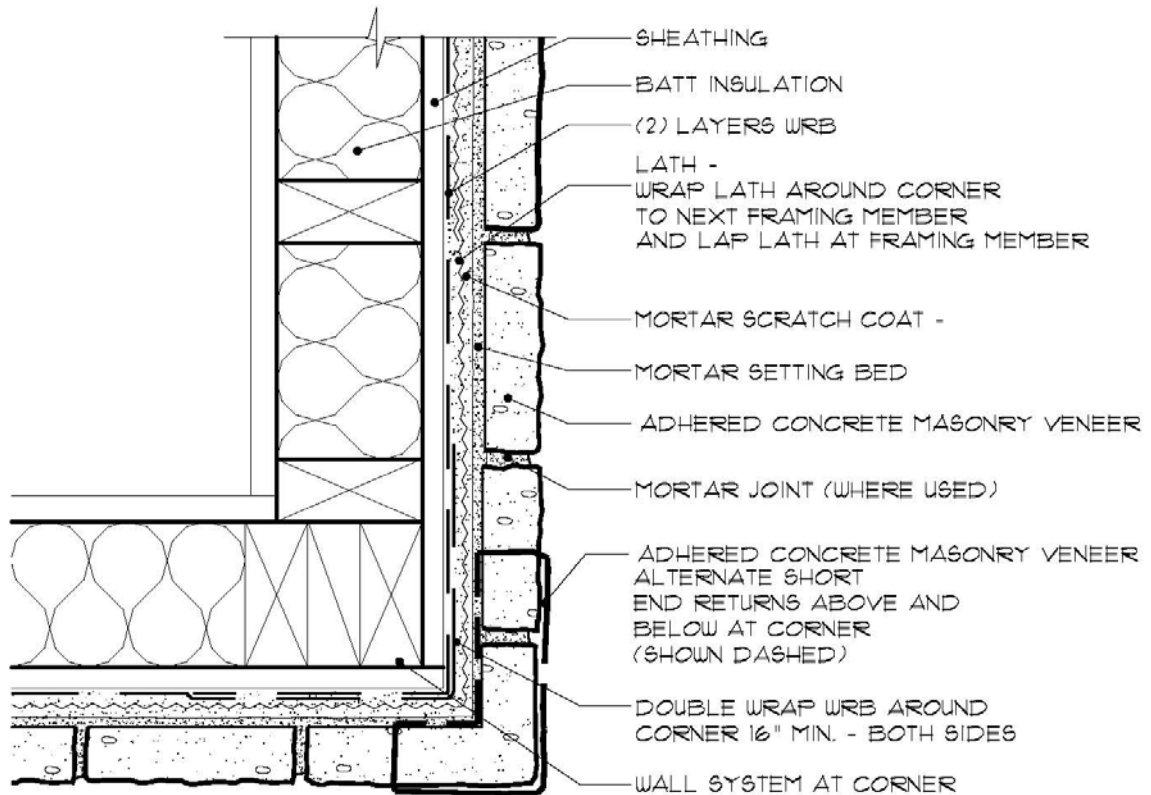 SHEATHING
BATT INSULATION
(2) LAYERS WRB
LATH -
WRAP LATH AROUND CORNER
TO NEXT FRAMING MEMBER
AND LAP LATH AT FRAMING MEMBER
MORTAR SCRATCH COAT -
MORTAR SETTING BED
ADHERED CONCRETE MASONRY VENEER
MORTAR JOINT (WHERE USED)
ADHERED CONCRETE MASONRY VENEER
ALTERNATE SHORT
END RETURNS ABOVE AND
BELOW AT CORNER
(SHOWN DASHED)
DOUBLE WRAP WRB AROUND
CORNER 16" MIN. - BOTH SIDES
WALL SYSTEM AT CORNER